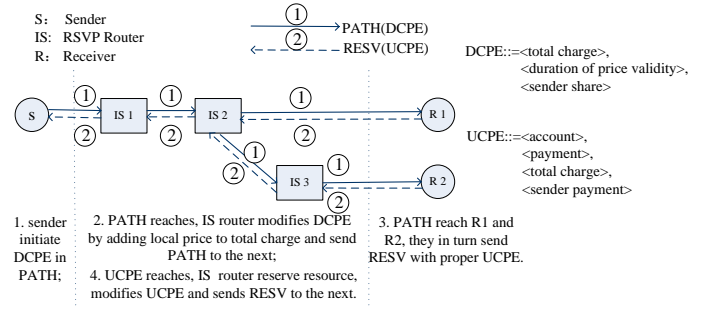 S: Sender
IS: RSVP Router
R: Receiver
1
PATH(DCPE)
2
RESV(UCPE)
DCPE::=<total charge>,
<duration of price validity>,
<sender share>
1
1
1
S
IS 1
IS 2
R 1
2
2
2
UCPE::=<account>,
<payment>,
<total charge>,
<sender payment>
1
2
1
IS 3
R 2
2
1. sender
initiate
DCPE in
PATH;
2. PATH reaches, IS router modifies DCPE
by adding local price to total charge and send
PATH to the next;
4. UCPE reaches, IS router reserve resource,
modifies UCPE and sends RESV to the next.
3. PATH reach R1 and
R2, they in turn send
RESV with proper UCPE.